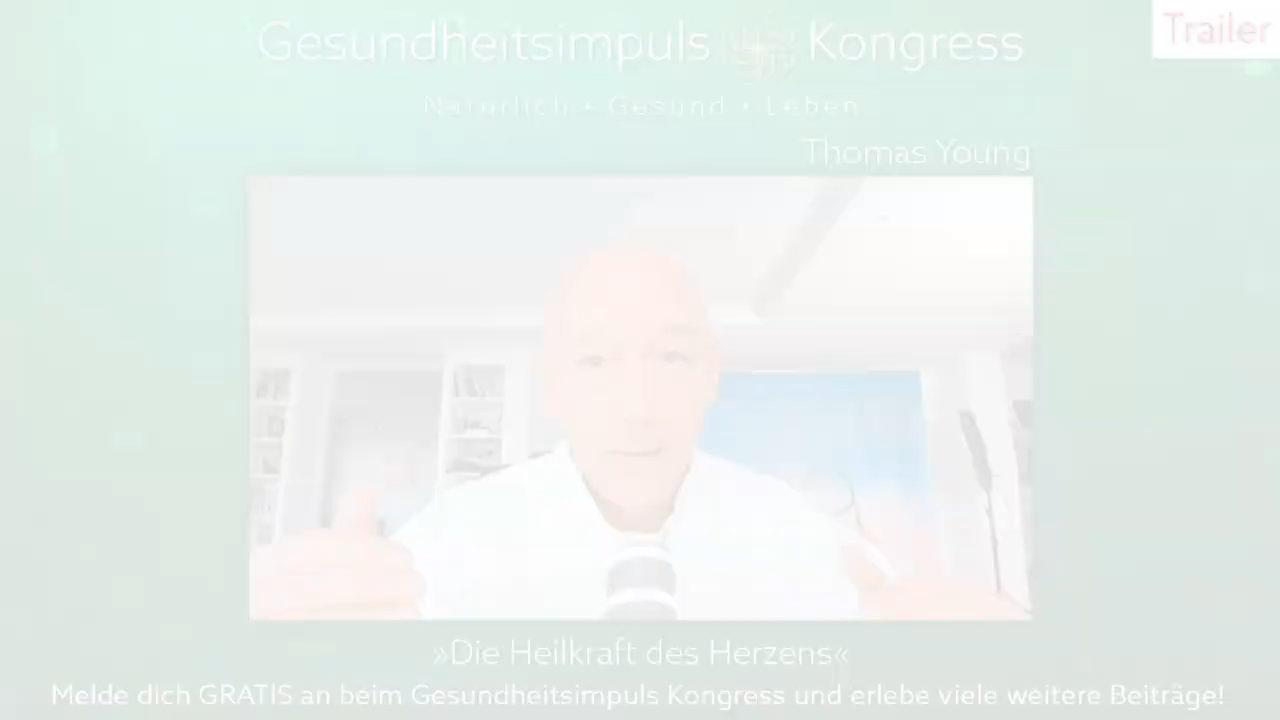 Trailer
Gesundheitsimpuls Kongress
Natürlich • Gesund • Leben
Thomas Young
»Die Heilkraft des Herzens«
Melde dich GRATIS an beim Gesundheitsimpuls Kongress und erlebe viele weitere Beiträge!